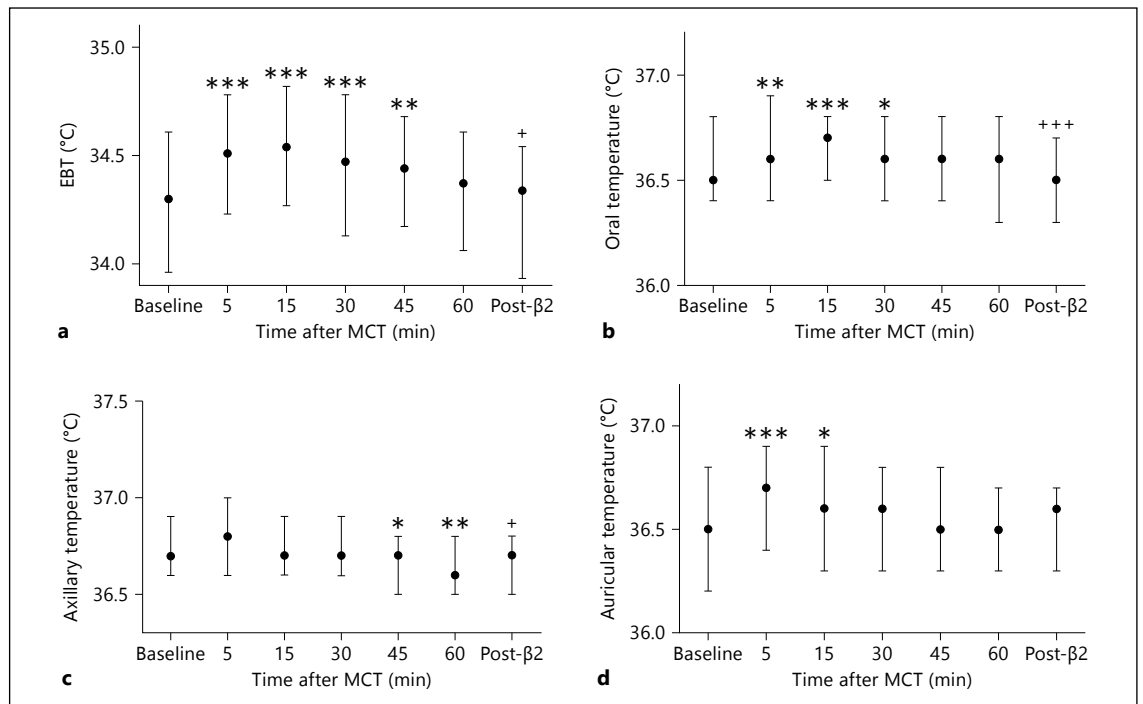 35.0
34.5
34.0
EBT (°C)
*** *** *** ** +
Baseline 5 15 30 45 60 Post-β2
Time after MCT (min)
a
37.0
36.5
36.0
Oral temperature (°C)
** *** * +++
Baseline 5 15 30 45 60 Post-β2
Time after MCT (min)
b
37.5
37.0
36.5
Axillary temperature (°C)
* ** +
Baseline 5 15 30 45 60 Post-β2
Time after MCT (min)
c
37.0
36.5
36.0
Auricular temperature (°C)
*** *
Baseline 5 15 30 45 60 Post-β2
Time after MCT (min)
d